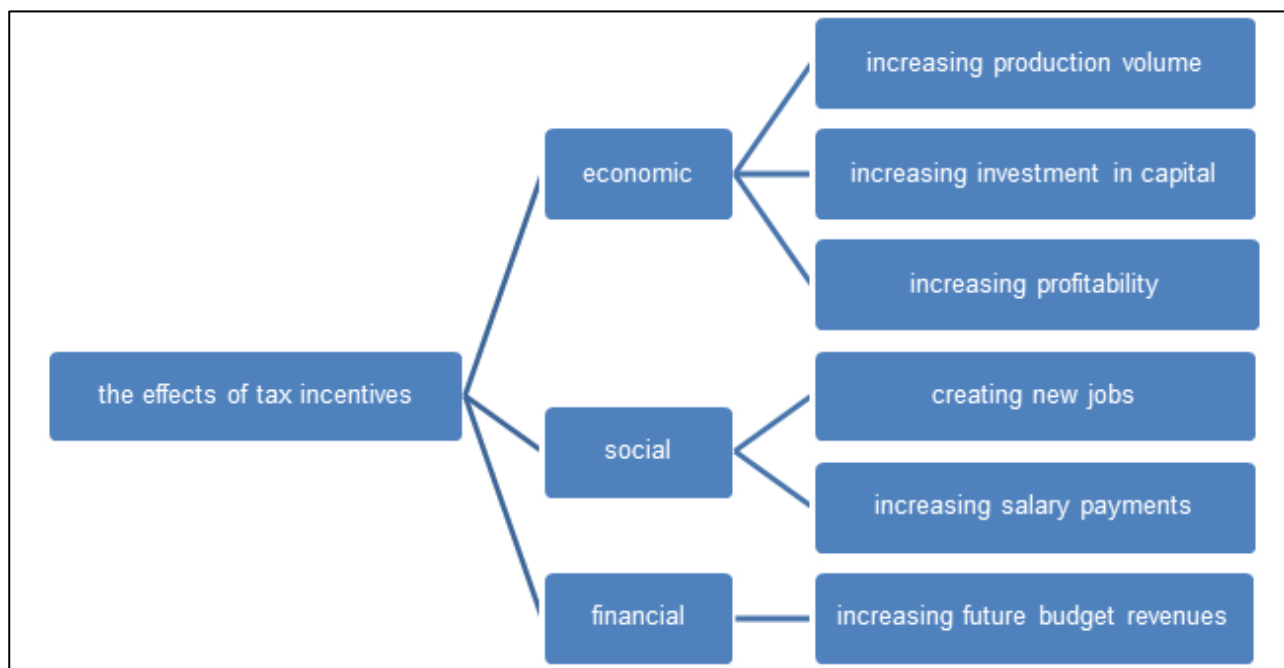 increasing production volume
economic
increasing investment in capital
increasing profitability
the effects of tax incentives
creating new jobs
social
increasing salary payments
financial
increasing future budget revenues